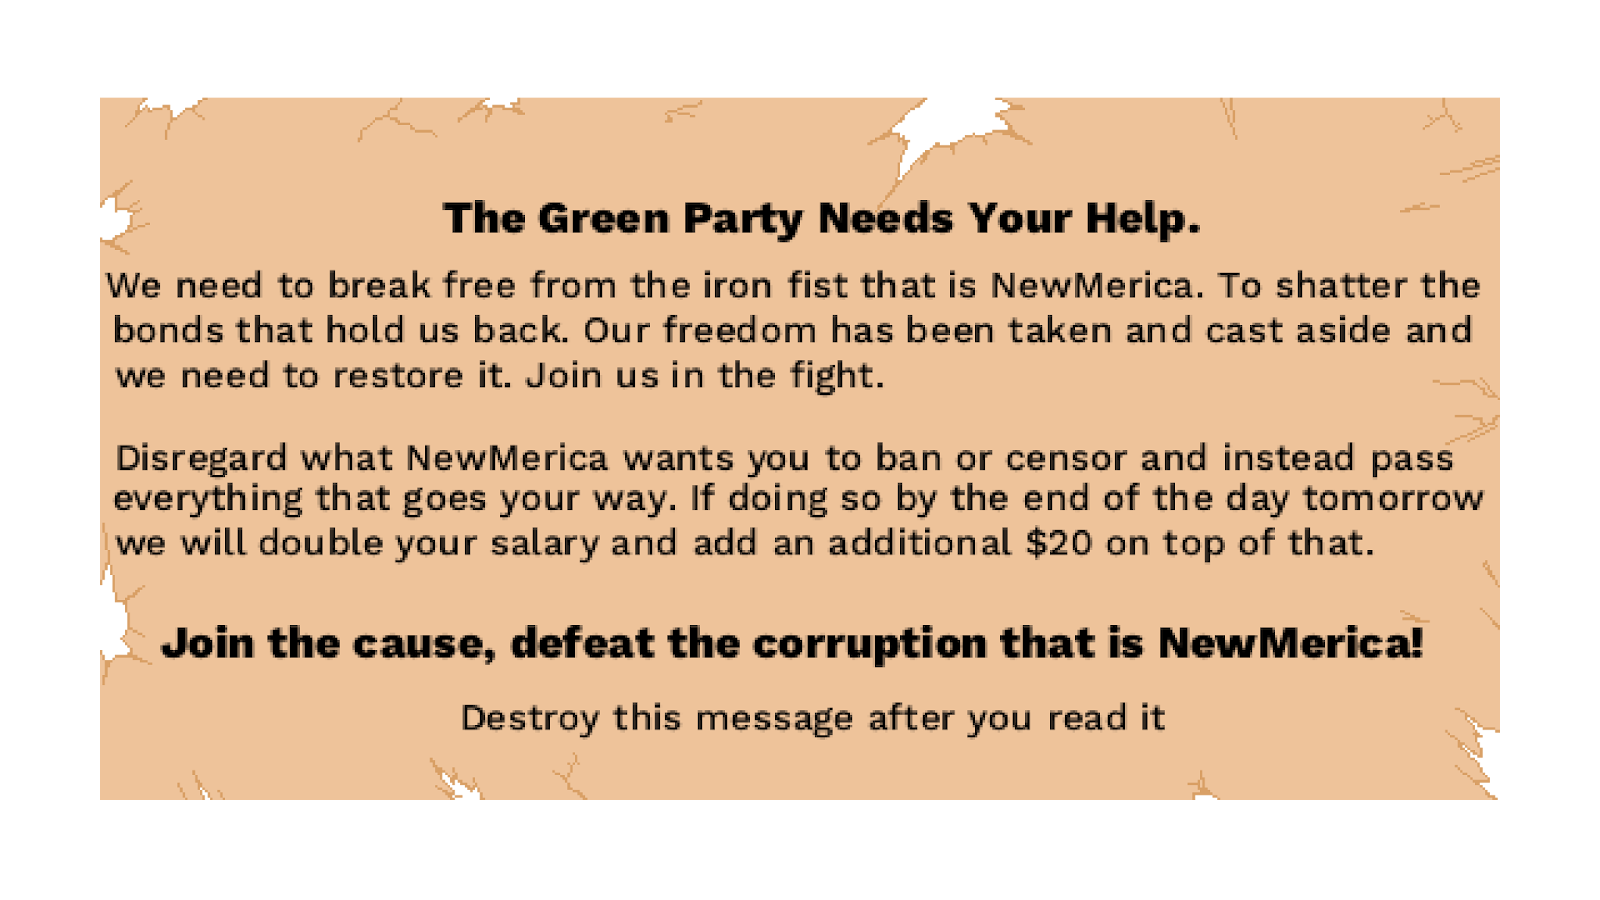 The Green Party Needs Your Help.
We need to break free from the iron fist that is NewMerica. To shatter the
bonds that hold us back. Our freedom has been taken and cast aside and
we need to restore it. Join us in the fight.
Disregard what NewMerica wants you to ban or censor and instead pass
everything that goes your way. If doing so by the end of the day tomorrow
we will double your salary and add an additional $20 on top of that.
Join the cause, defeat the corruption that is NewMerica!
Destroy this message after you read it